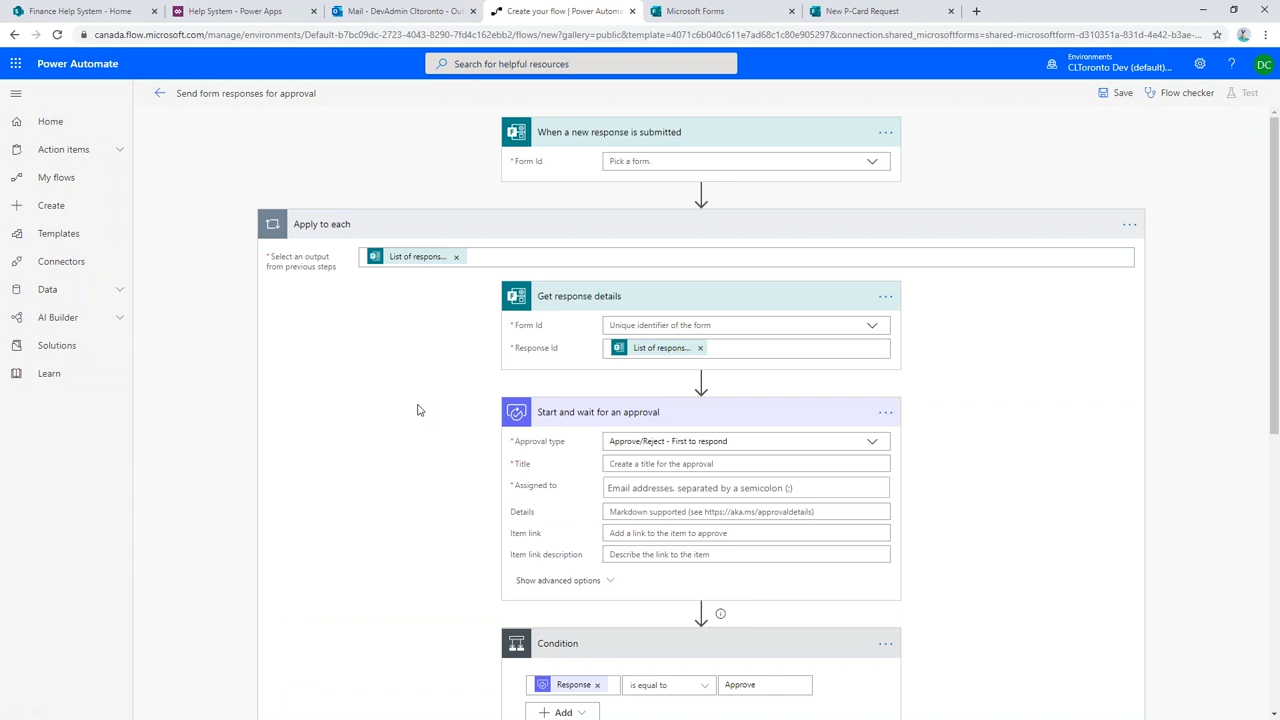 Finance Help System - Home
Help System - Power Apps
Mail - DevAdmin Cltoronto - Out
Create your flow | Power Automate
Microsoft Forms
New P-Card Request
canada.flow.microsoft.com/manage/environments/Default-b7bc09dc-2723-4043-8290-7fd4c162ebb2/flows/new?gallery=public&template=4071c6b040c611e7ad68c1c80e905297&connection.shared_microsoftforms=shared-microsoftform-d310351a-831d-4e42-b3ae-...
Power Automate
Search for helpful resources
Environments
CLToronto Dev (default)...
DC
Send form responses for approval
Save
Flow checker
Test
Home
Action items
My flows
Create
Templates
Connectors
Data
AI Builder
Solutions
Learn
When a new response is submitted
*Form Id
Pick a form.
Apply to each
*Select an output
from previous steps
List of respons...
Get response details
*Form Id
Unique identifier of the form
*Response Id
List of respons...
Start and wait for an approval
*Approval type
Approve/Reject - First to respond
*Title
Create a title for the approval
*Assigned to
Email addresses, separated by a semicolon (;)
Details
Markdown supported (see https://aka.ms/approvaldetails)
Item link
Add a link to the item to approve
Item link description
Describe the link to the item
Show advanced options
Condition
Response
is equal to
Approve
Add